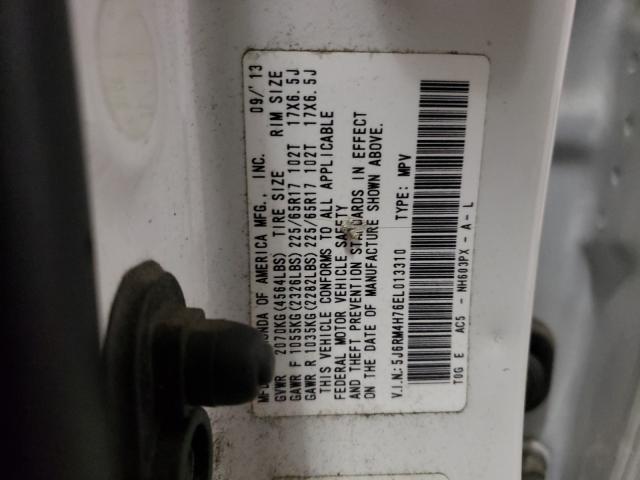 MFD. HONDA OF AMERICA MFG., INC. 09/'13
GVWR 2070KG(4564LBS) TIRE SIZE RIM SIZE
GAWR F 1055KG(2326LBS) 225/65R17 102T 17X6.5J
GAWR R 1035KG(2282LBS) 225/65R17 102T 17X6.5J
THIS VEHICLE CONFORMS TO ALL APPLICABLE
FEDERAL MOTOR VEHICLE SAFETY
AND THEFT PREVENTION STANDARDS IN EFFECT
ON THE DATE OF MANUFACTURE SHOWN ABOVE.
V.I.N.: 5J6RM4H76EL013310 TYPE: MPV
T0G E AC5 - NH603PX - A - L